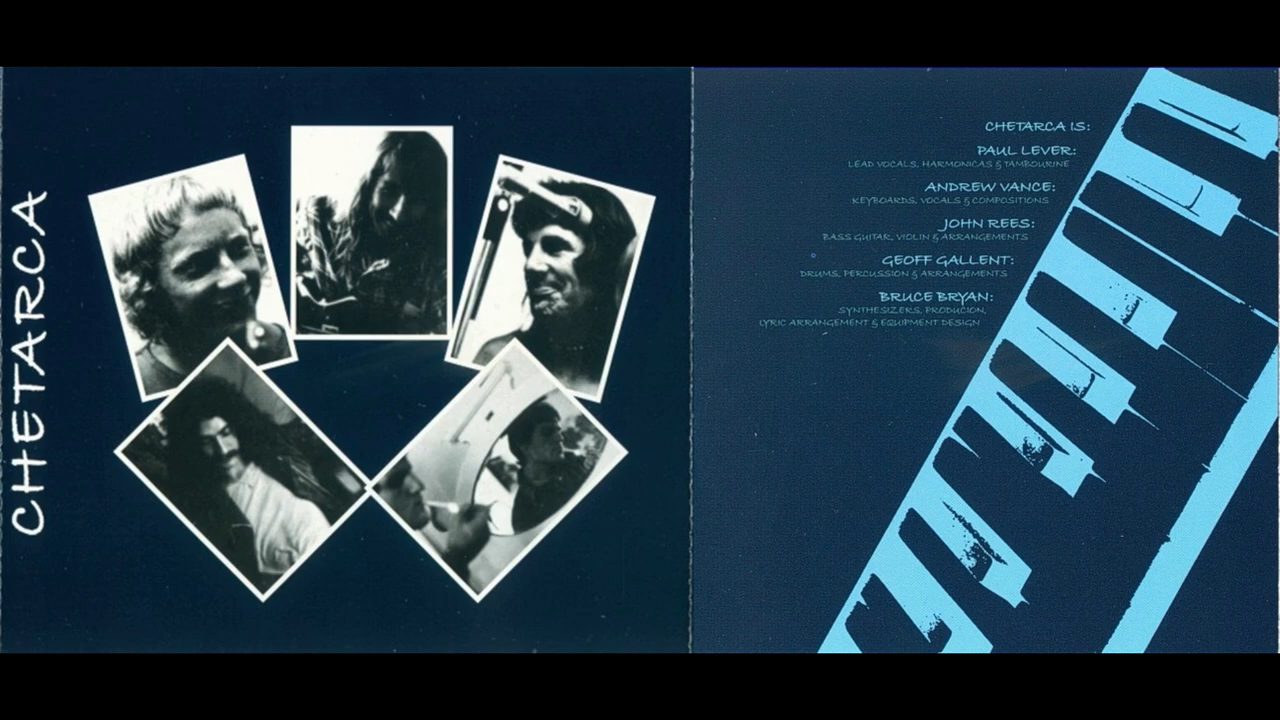 CHETARCA
CHETARCA IS:
PAUL LEVER:
LEAD VOCALS, HARMONICAS & TAMBOURINE
ANDREW VANCE:
KEYBOARDS, VOCALS & COMPOSITIONS
JOHN REES:
BASS GUITAR, VIOLIN & ARRANGEMENTS
GEOFF GALLENT:
DRUMS, PERCUSSION & ARRANGEMENTS
BRUCE BRYAN:
SYNTHESIZERS, PRODUCION,
LYRIC ARRANGEMENT & EQUIPMENT DESIGN